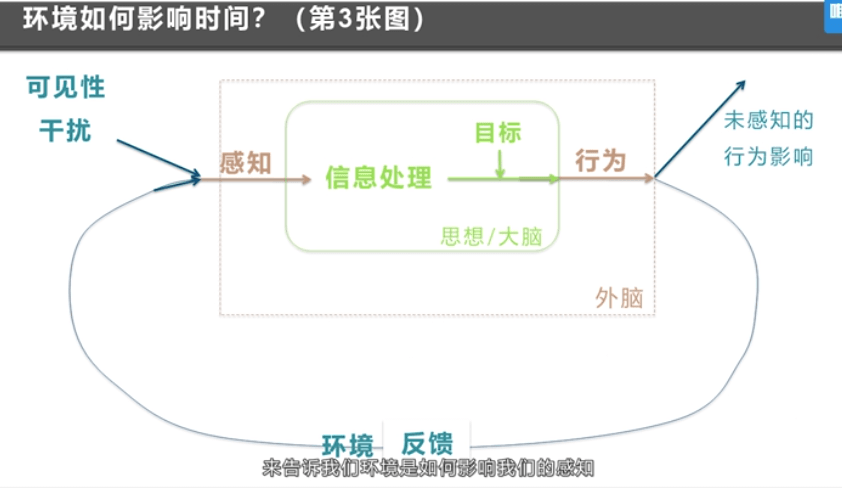 环境如何影响时间？（第3张图）
可见性
干扰
感知
信息处理
目标
行为
思想/大脑
外脑
未感知的
行为影响
环境 反馈
来告诉我们环境是如何影响我们的感知